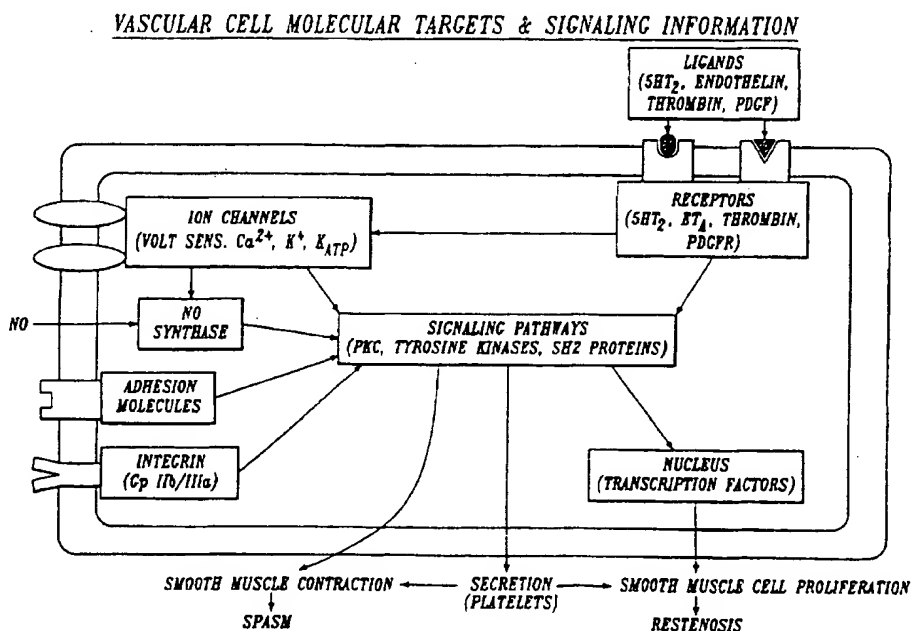 VASCULAR CELL MOLECULAR TARGETS & SIGNALING INFORMATION
LIGANDS
(5HT2, ENDOTHELIN,
THROMBIN, PDGF)
ION CHANNELS
(VOLT SENS. Ca2+, K+, KATP)
RECEPTORS
(5HT2, ETA, THROMBIN,
PDGFR)
NO
NO
SYNTHASE
SIGNALING PATHWAYS
(PKC, TYROSINE KINASES, SH2 PROTEINS)
ADHESION
MOLECULES
INTEGRIN
(Gp IIb/IIIa)
NUCLEUS
(TRANSCRIPTION FACTORS)
SMOOTH MUSCLE CONTRACTION
SECRETION
(PLATELETS)
SMOOTH MUSCLE CELL PROLIFERATION
SPASM
RESTENOSIS